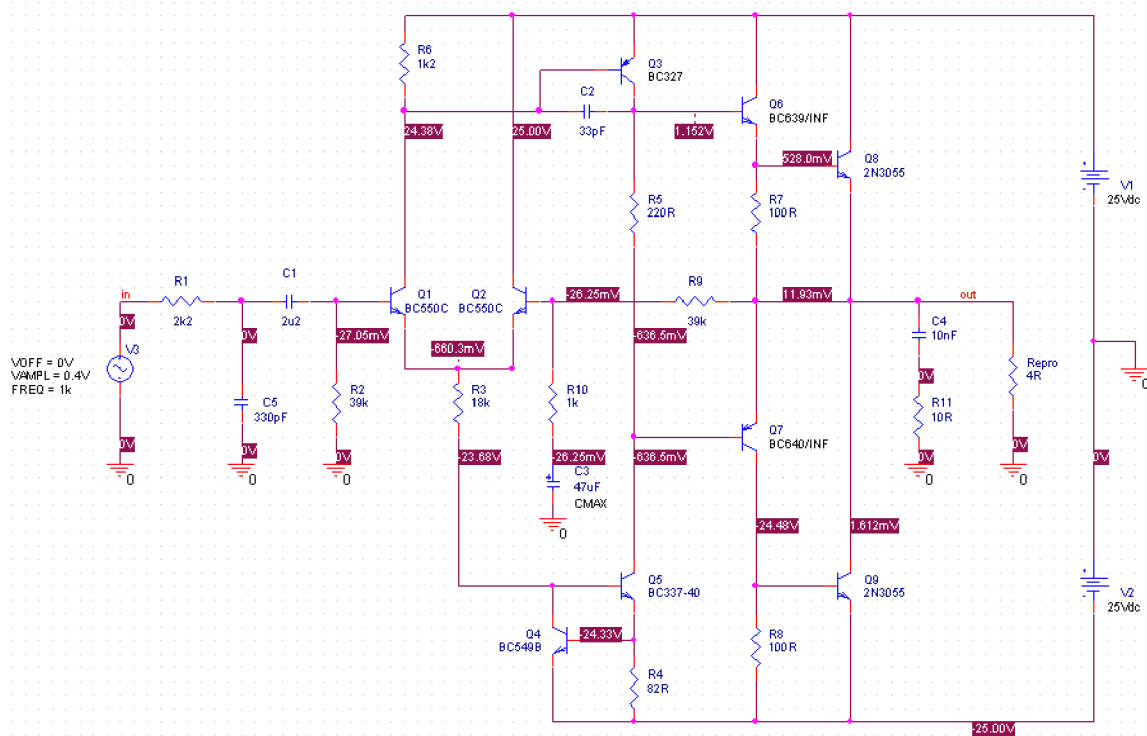 R6
1k2
Q3
BC327
C2
33pF
Q6
BC639/INF
24.38V
25.00V
1.152V
528.0mV
Q8
2N3055
V1
25Vdc
R5
220R
R7
100R
in
R1
2k2
C1
2u2
Q1
BC550C
Q2
BC550C
-26.25mV
R9
39k
11.93mV
out
0V
0V
-27.05mV
-636.5mV
C4
10nF
V3
VOFF = 0V
VAMPL = 0.4V
FREQ = 1k
-660.3mV
C5
330pF
R2
39k
R3
18k
R10
1k
0V
R11
10R
Repro
4R
0
Q7
BC640/INF
0V
0V
0V
-23.68V
-26.25mV
-636.5mV
0V
0V
0V
0
0
0
0
0
C3
47uF
CMAX
0
-24.48V
1.612mV
Q5
BC337-40
Q9
2N3055
V2
25Vdc
Q4
BC549B
-24.33V
R8
100R
R4
82R
-25.00V